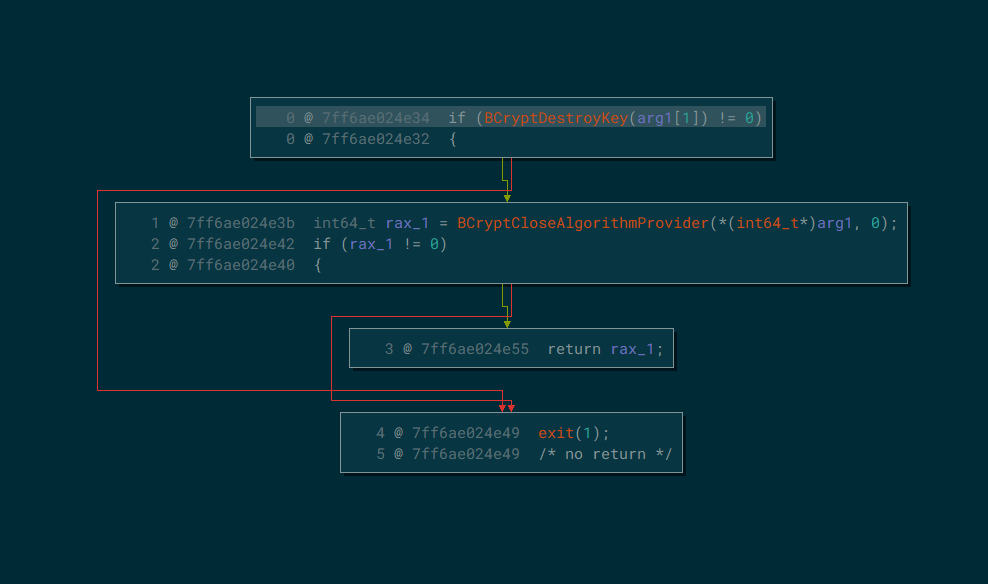 0 @ 7ff6ae024e34  if (BCryptDestroyKey(arg1[1]) != 0)
0 @ 7ff6ae024e32  {
1 @ 7ff6ae024e3b  int64_t rax_1 = BCryptCloseAlgorithmProvider(*(int64_t*)arg1, 0);
2 @ 7ff6ae024e42  if (rax_1 != 0)
2 @ 7ff6ae024e40  {
3 @ 7ff6ae024e55  return rax_1;
4 @ 7ff6ae024e49  exit(1);
5 @ 7ff6ae024e49  /* no return */